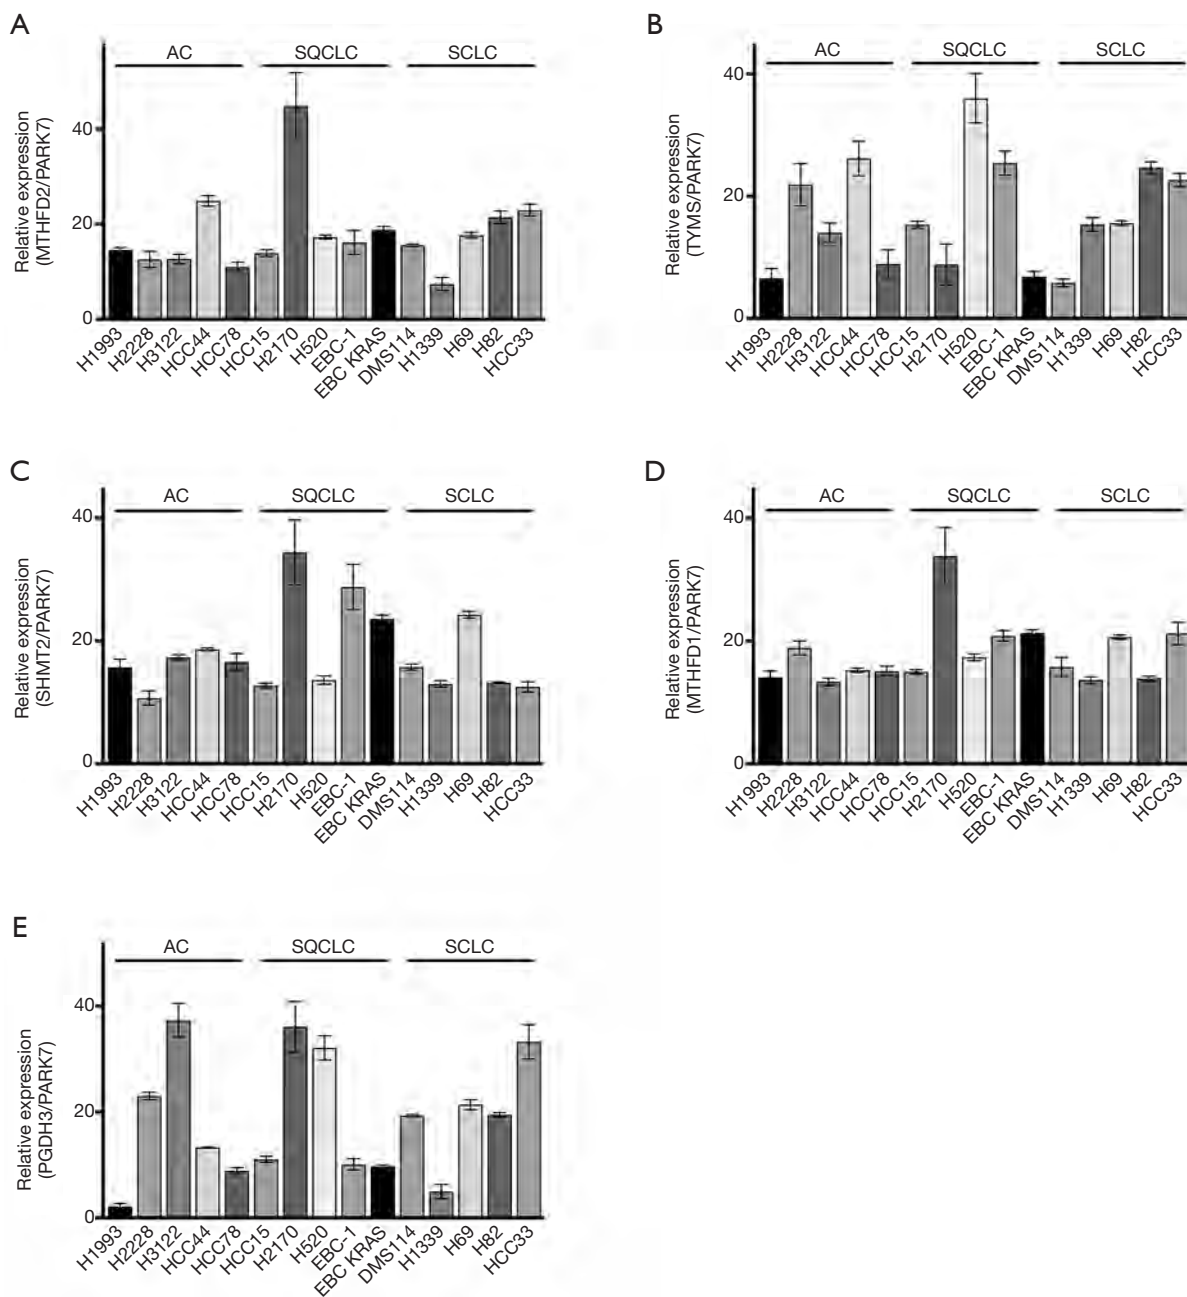 A
AC
SQCLC
SCLC
Relative expression
(MTHFD2/PARK7)
40
20
0
H1993
H2228
H3122
HCC44
HCC78
HCC15
H2170
H520
EBC-1
EBC KRAS
DMS114
H1339
H69
H82
HCC33
B
AC
SQCLC
SCLC
Relative expression
(TYMS/PARK7)
40
20
0
H1993
H2228
H3122
HCC44
HCC78
HCC15
H2170
H520
EBC-1
EBC KRAS
DMS114
H1339
H69
H82
HCC33
C
AC
SQCLC
SCLC
Relative expression
(SHMT2/PARK7)
40
20
0
H1993
H2228
H3122
HCC44
HCC78
HCC15
H2170
H520
EBC-1
EBC KRAS
DMS114
H1339
H69
H82
HCC33
D
AC
SQCLC
SCLC
Relative expression
(MTHFD1/PARK7)
40
20
0
H1993
H2228
H3122
HCC44
HCC78
HCC15
H2170
H520
EBC-1
EBC KRAS
DMS114
H1339
H69
H82
HCC33
E
AC
SQCLC
SCLC
Relative expression
(PGDH3/PARK7)
40
20
0
H1993
H2228
H3122
HCC44
HCC78
HCC15
H2170
H520
EBC-1
EBC KRAS
DMS114
H1339
H69
H82
HCC33